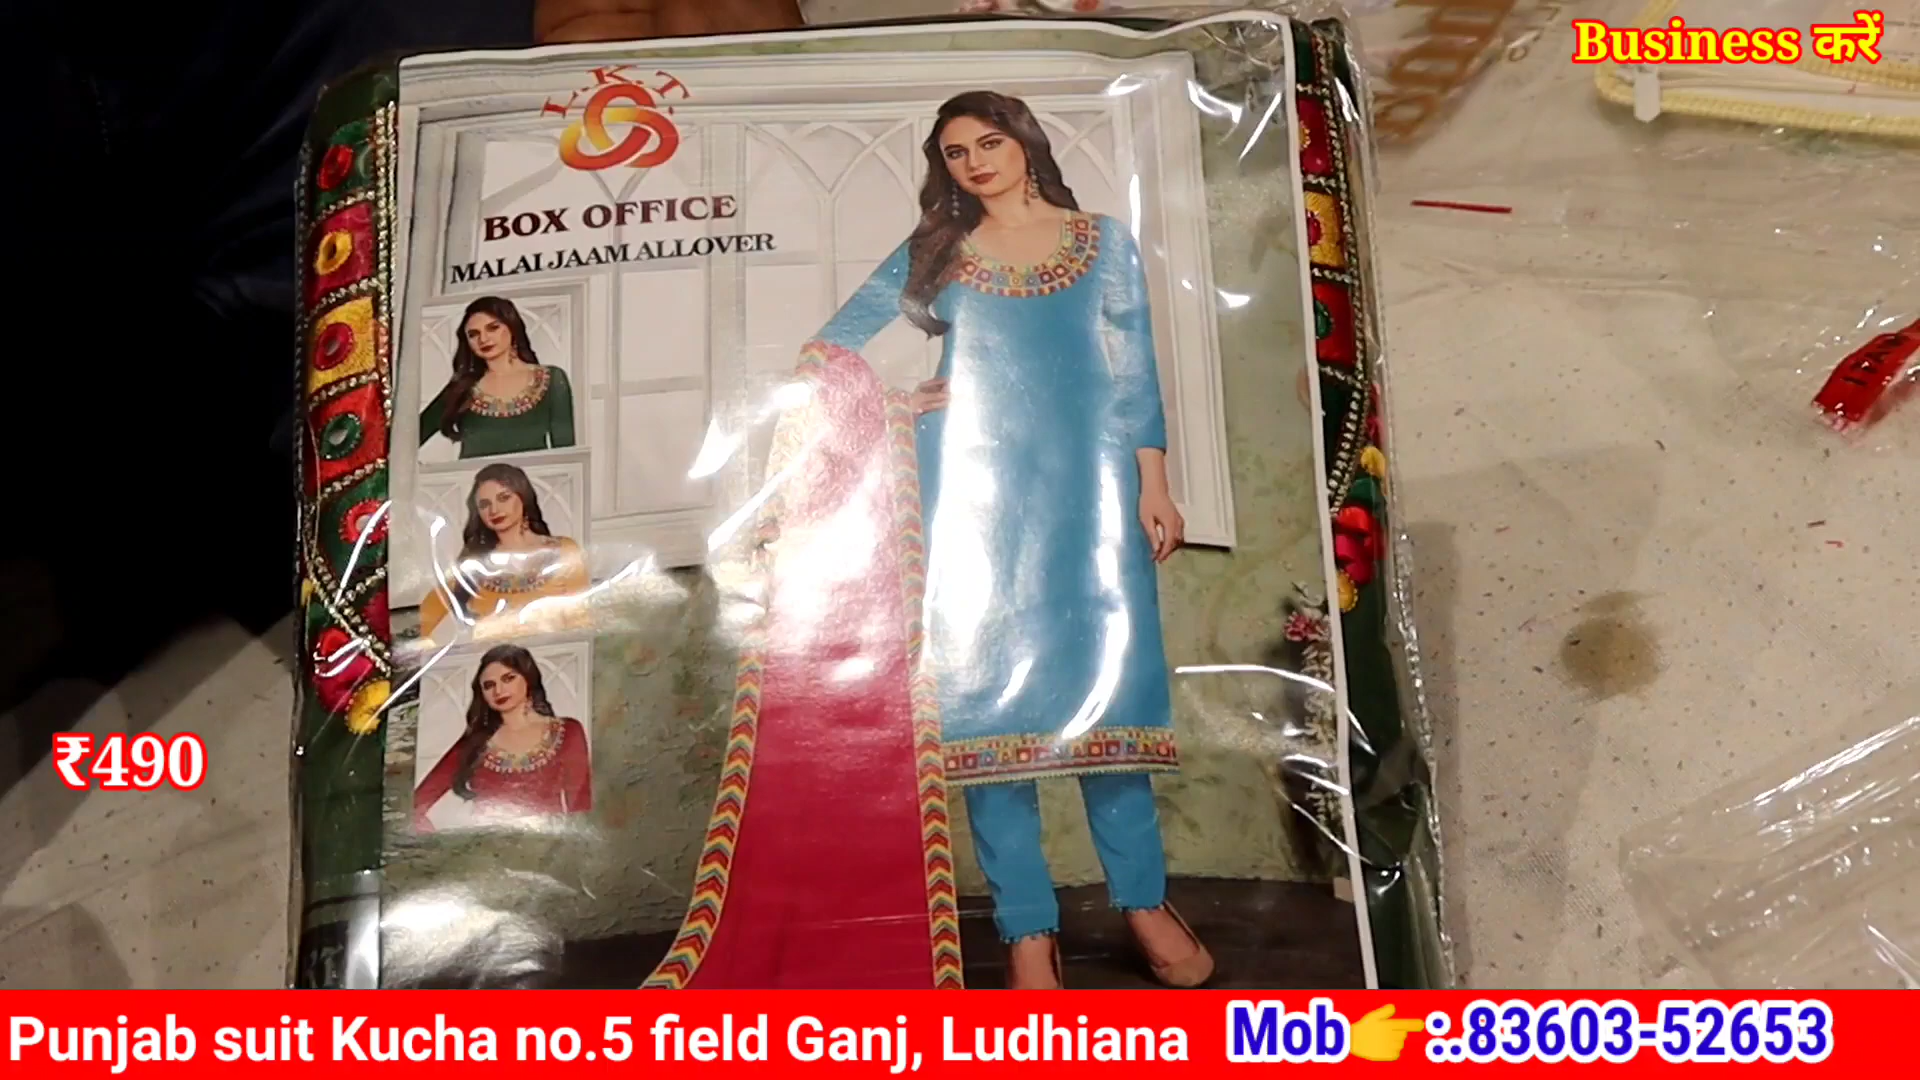 Business करें
L.K.T.
BOX OFFICE
MALAI JAAM ALLOVER
₹490
Punjab suit Kucha no.5 field Ganj, Ludhiana
Mob👉:.83603-52653